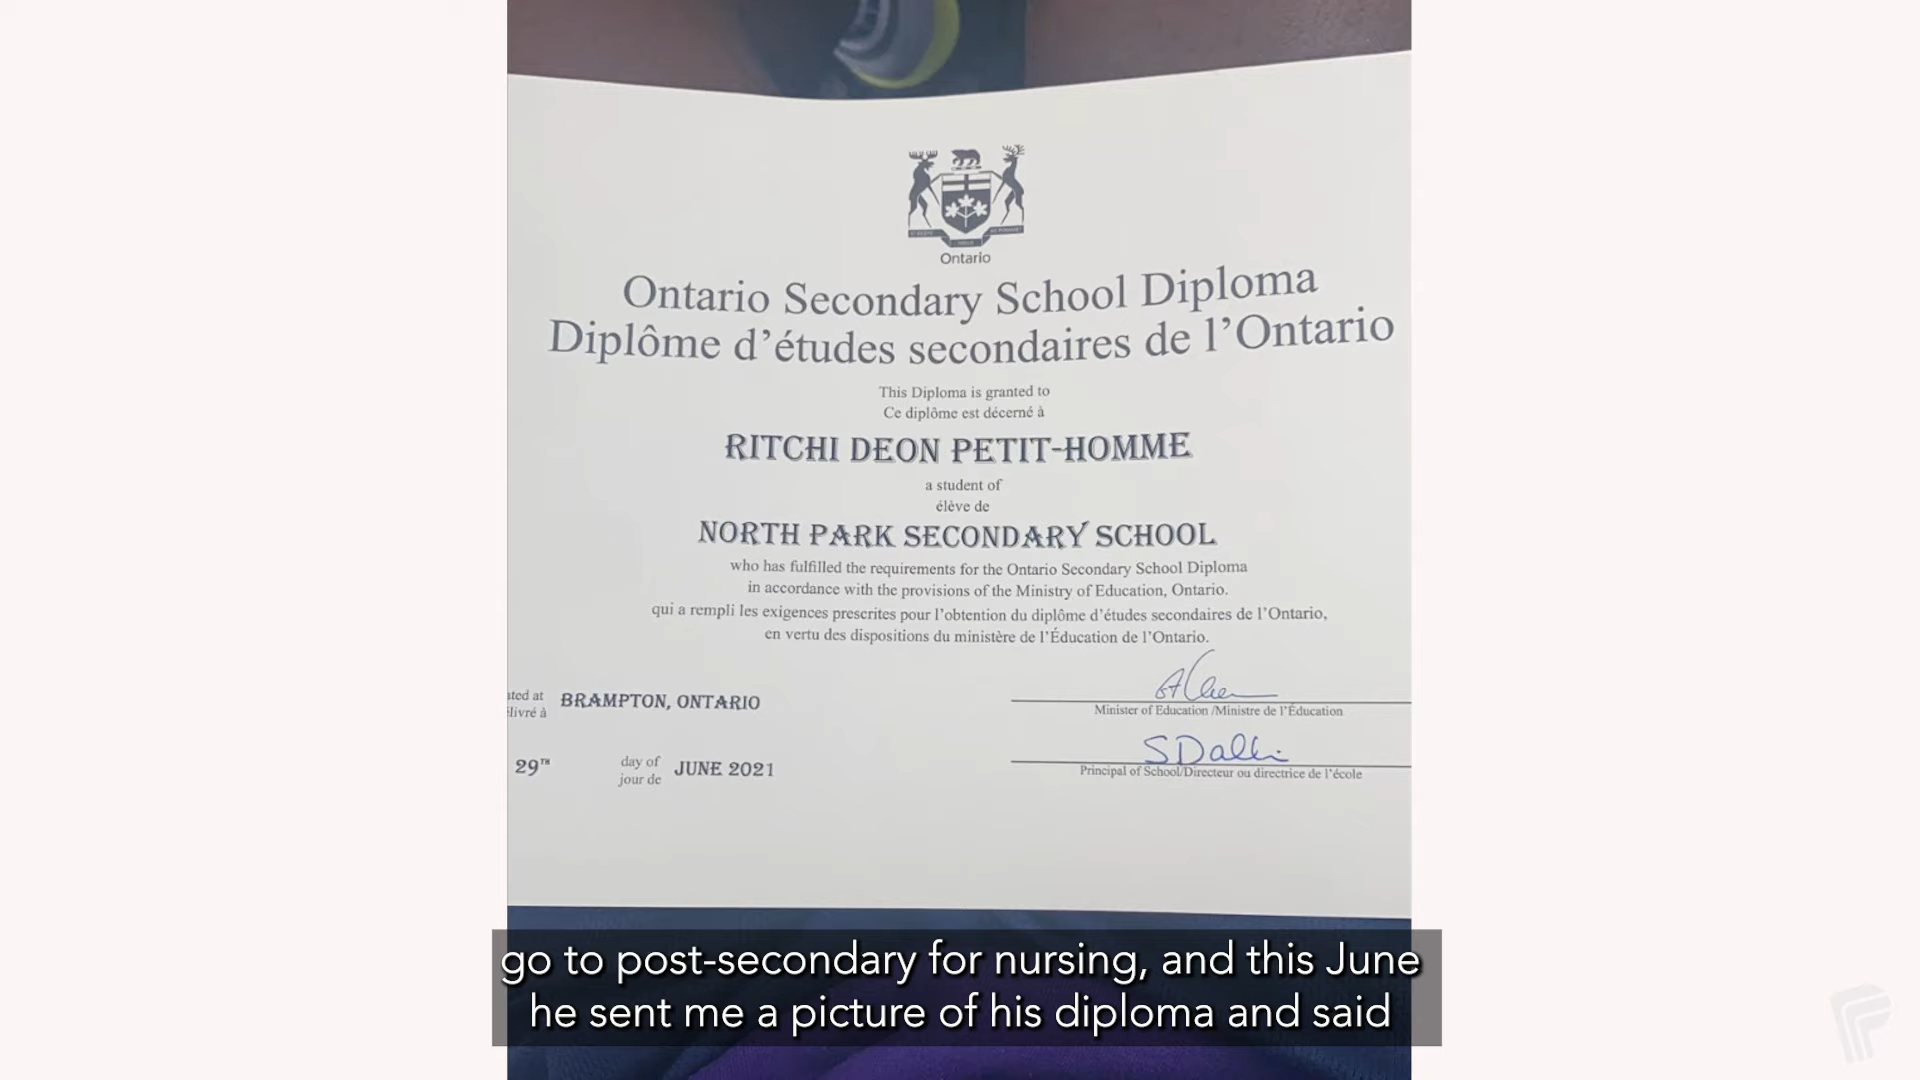 Ontario
Ontario Secondary School Diploma
Diplôme d'études secondaires de l'Ontario
This Diploma is granted to
Ce diplôme est décerné à
RITCHI DEON PETIT-HOMME
a student of
élève de
NORTH PARK SECONDARY SCHOOL
who has fulfilled the requirements for the Ontario Secondary School Diploma
in accordance with the provisions of the Ministry of Education, Ontario.
qui a rempli les exigences prescrites pour l'obtention du diplôme d'études secondaires de l'Ontario,
en vertu des dispositions du ministère de l'Éducation de l'Ontario.
at BRAMPTON, ONTARIO
à
Minister of Education /Ministre de l'Éducation
29TH day of JUNE 2021
jour de
Principal of School/Directeur ou directrice de l'école
go to post-secondary for nursing, and this June
he sent me a picture of his diploma and said